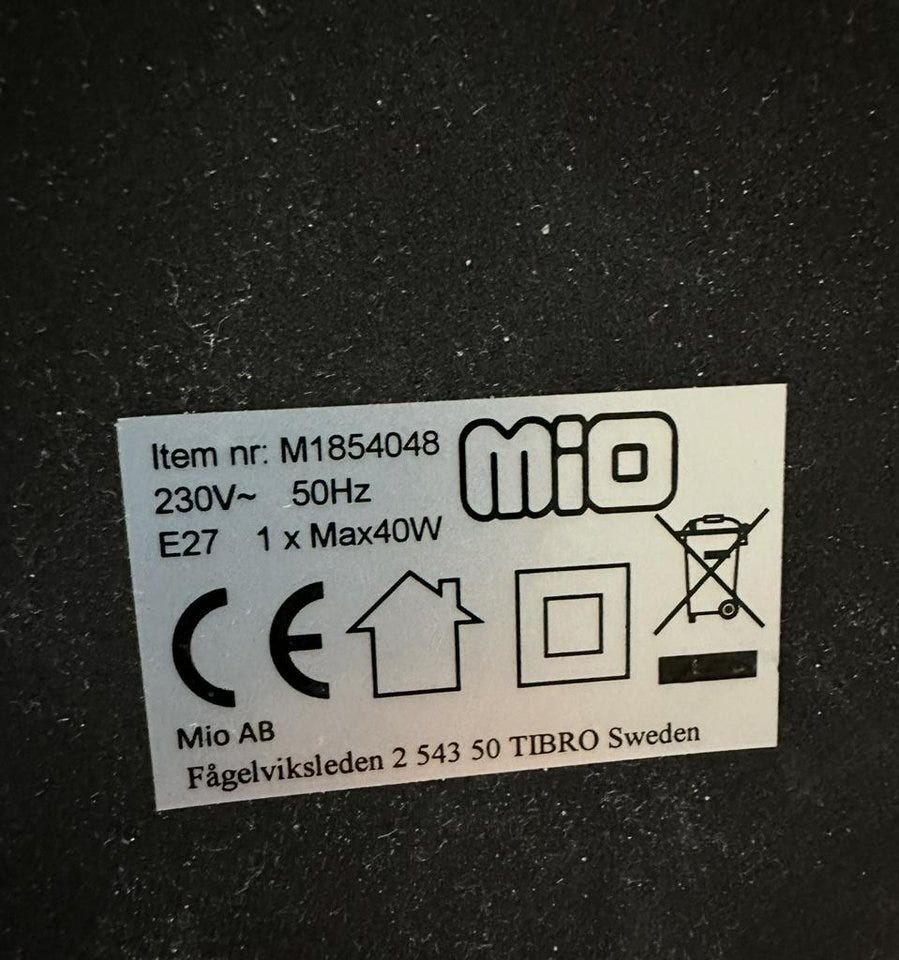 Item nr: M1854048
mio
230V~ 50Hz
E27 1 x Max40W
CE
Mio AB
Fågelviksleden 2 543 50 TIBRO Sweden